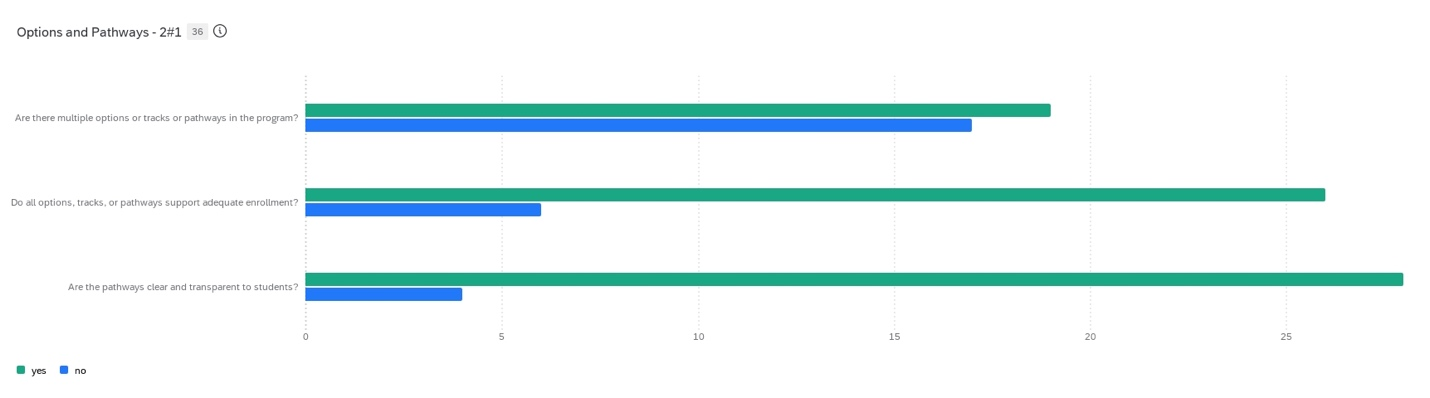 Options and Pathways - 2#1 36
Are there multiple options or tracks or pathways in the program?
Do all options, tracks, or pathways support adequate enrollment?
Are the pathways clear and transparent to students?
0 5 10 15 20 25
yes no